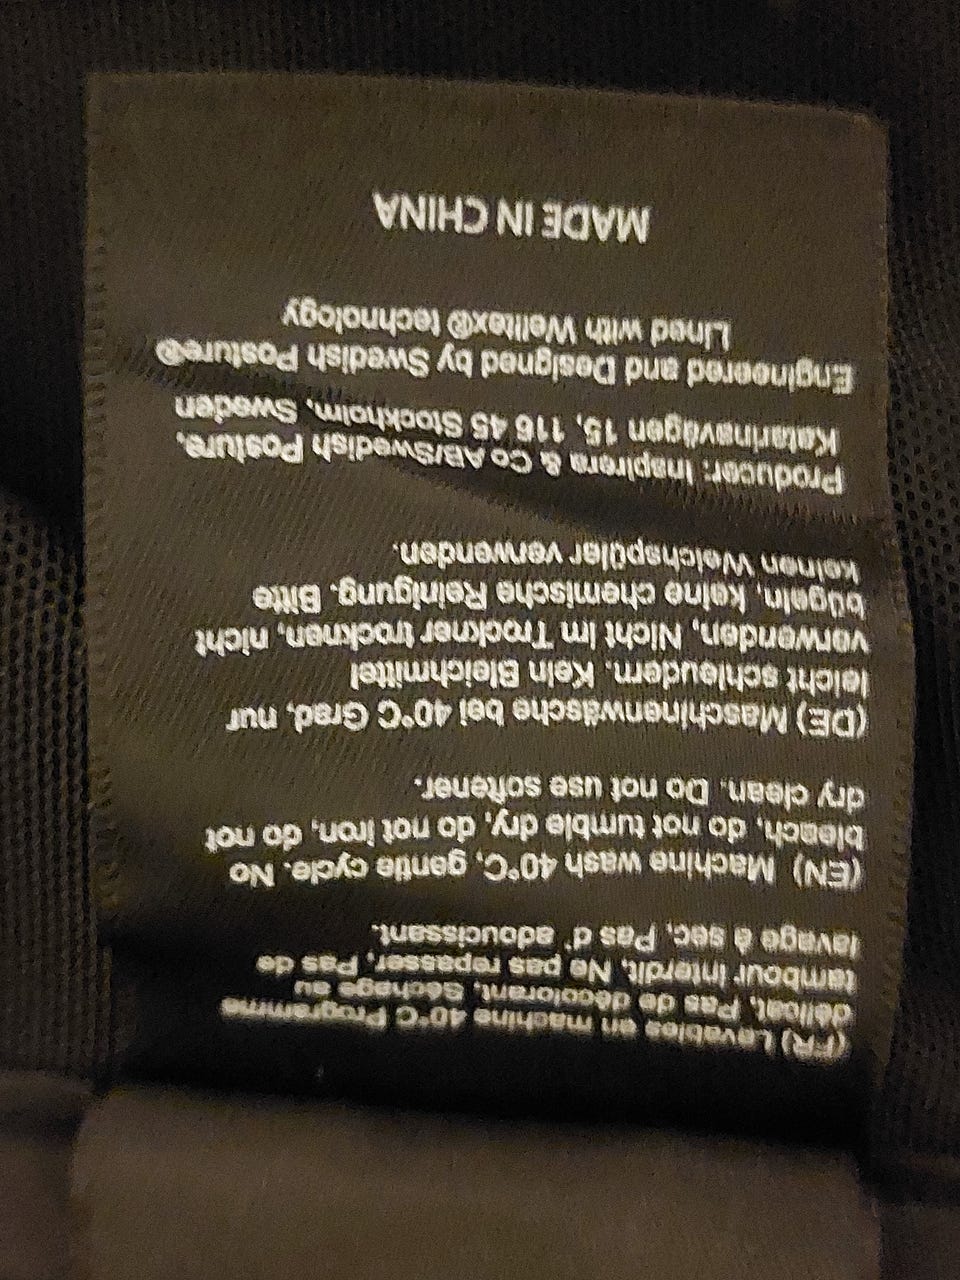 (FR) Lavables en machine 40°C Programme
délicat, Pas de décolorant, Séchage au
tambour interdit, Ne pas repasser, Pas de
lavage à sec, Pas d' adoucissant.
(EN) Machine wash 40°C, gentle cycle. No
bleach, do not tumble dry, do not iron, do not
dry clean. Do not use softener.
(DE) Maschinenwäsche bei 40°C Grad, nur
leicht schleudern. Kein Bleichmittel
verwenden, Nicht im Trockner trocknen, nicht
bügeln, keine chemische Reinigung. Bitte
keinen Weichspüler verwenden.
Producer: Inspirera & Co AB/Swedish Posture,
Katarinavägen 15, 116 45 Stockholm, Sweden
Engineered and Designed by Swedish Posture®
Lined with Welltex® technology
MADE IN CHINA